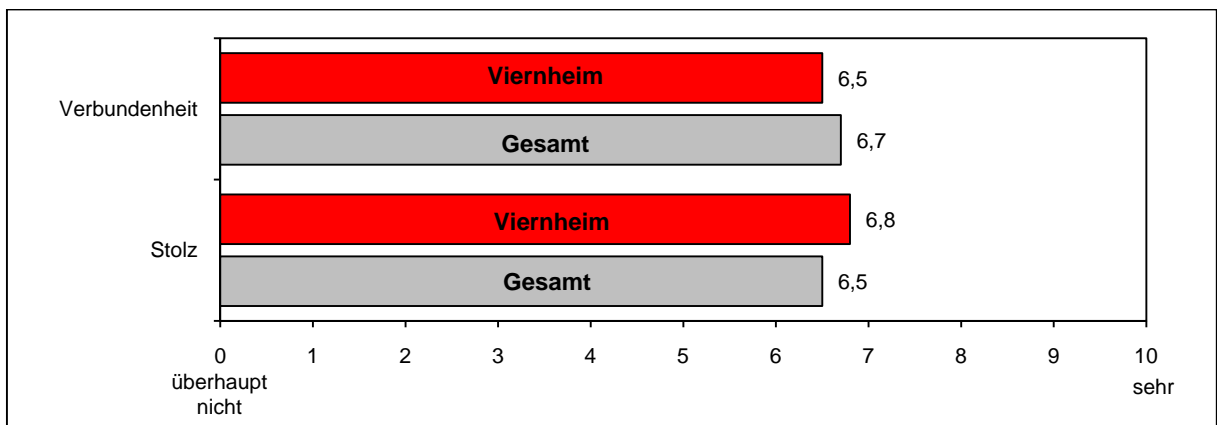 Verbundenheit
Viernheim
6,5
Gesamt
6,7
Stolz
Viernheim
6,8
Gesamt
6,5
0 1 2 3 4 5 6 7 8 9 10
überhaupt
nicht
sehr